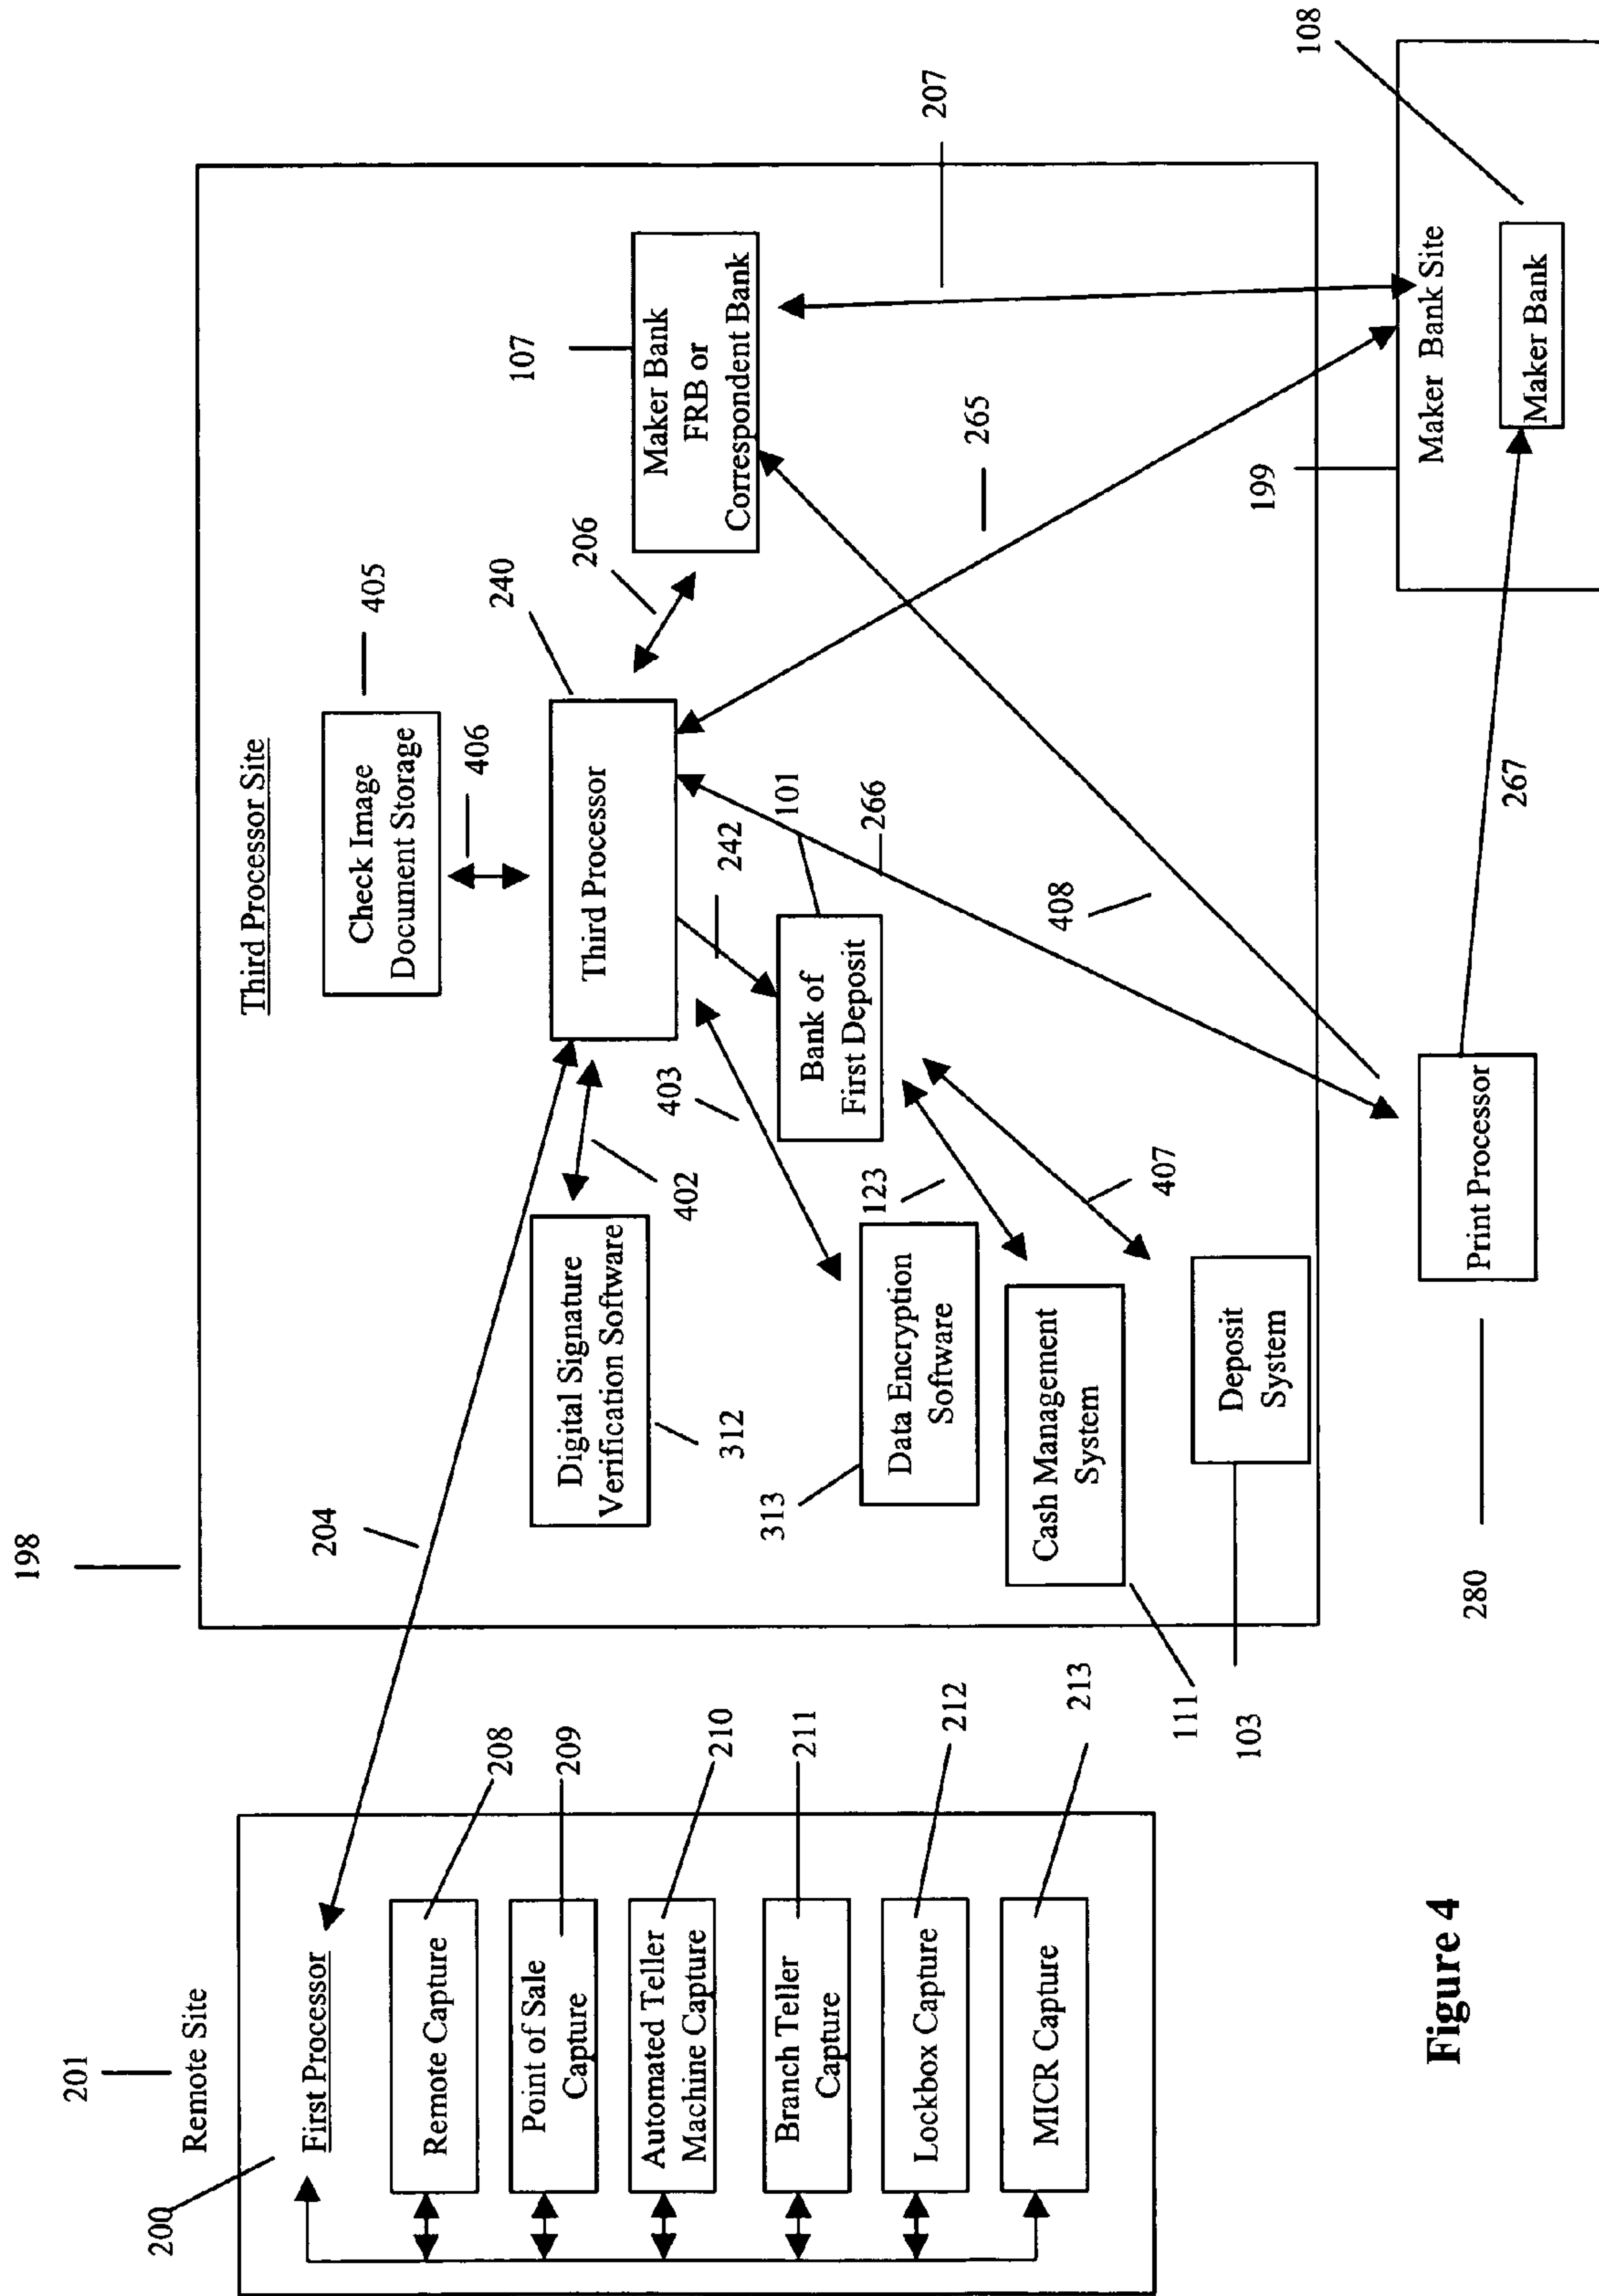 201
Remote Site
200
First Processor
Remote Capture
208
Point of Sale
Capture
209
Automated Teller
Machine Capture
210
Branch Teller
Capture
211
Lockbox Capture
212
MICR Capture
213
198
204
Third Processor Site
Check Image
Document Storage
405
406
Third Processor
240
206
Maker Bank
FRB or
Correspondent Bank
107
207
Digital Signature
Verification Software
312
402
403
242
101
266
Bank of
First Deposit
265
Data Encryption
Software
313
123
Cash Management
System
111
407
Deposit
System
103
408
Print Processor
280
267
199
Maker Bank Site
Maker Bank
108
Figure 4